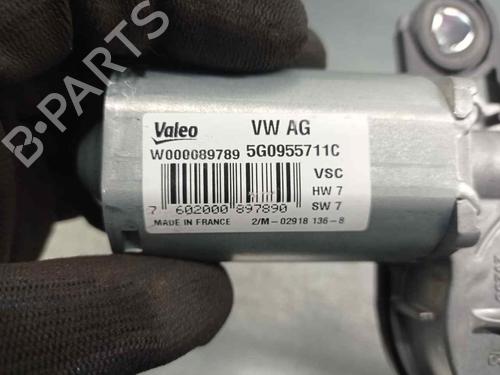 Valeo VW AG
W000089789 5G0955711C
VSC
HW 7
SW 7
7 602000 897890
MADE IN FRANCE 2/M-02918 136-8
B-PARTS